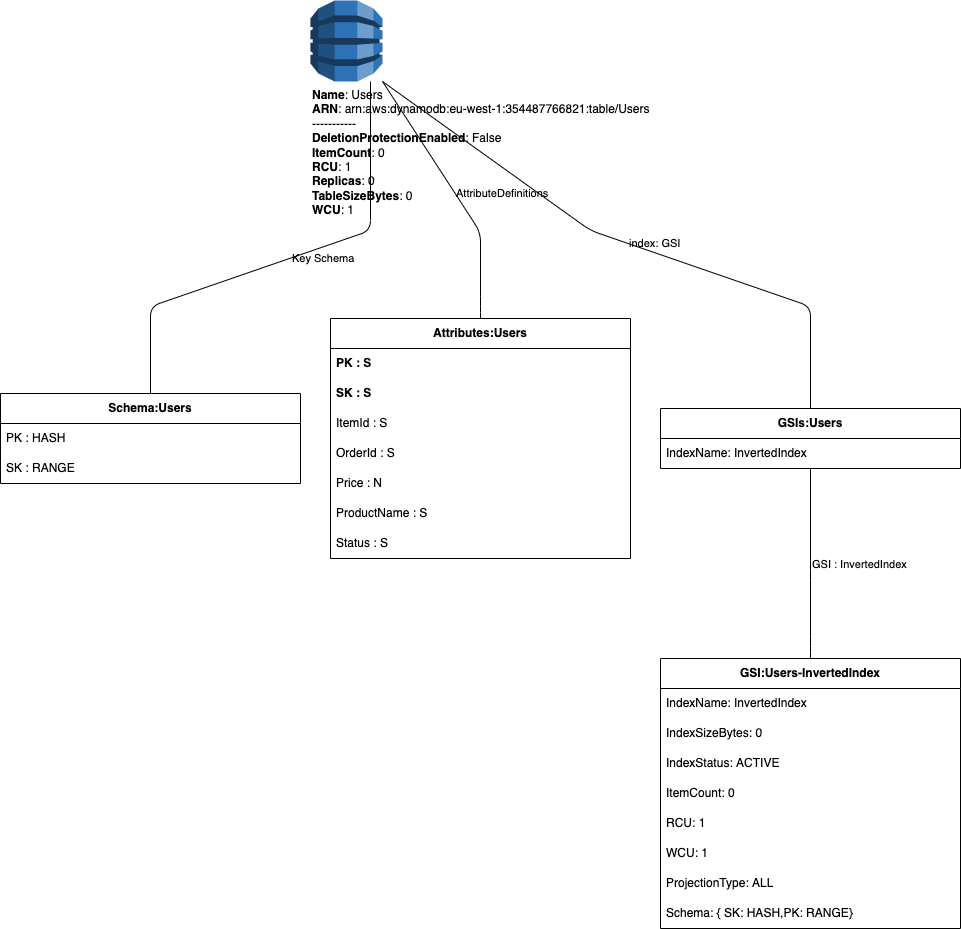 Name: Users
ARN: arn:aws:dynamodb:eu-west-1:354487766821:table/Users
-----------
DeletionProtectionEnabled: False
ItemCount: 0
RCU: 1
Replicas: 0
TableSizeBytes: 0
WCU: 1
AttributeDefinitions
index: GSI
Key Schema
Schema:Users
PK : HASH
SK : RANGE
Attributes:Users
PK : S
SK : S
ItemId : S
OrderId : S
Price : N
ProductName : S
Status : S
GSIs:Users
IndexName: InvertedIndex
GSI : InvertedIndex
GSI:Users-InvertedIndex
IndexName: InvertedIndex
IndexSizeBytes: 0
IndexStatus: ACTIVE
ItemCount: 0
RCU: 1
WCU: 1
ProjectionType: ALL
Schema: { SK: HASH,PK: RANGE}